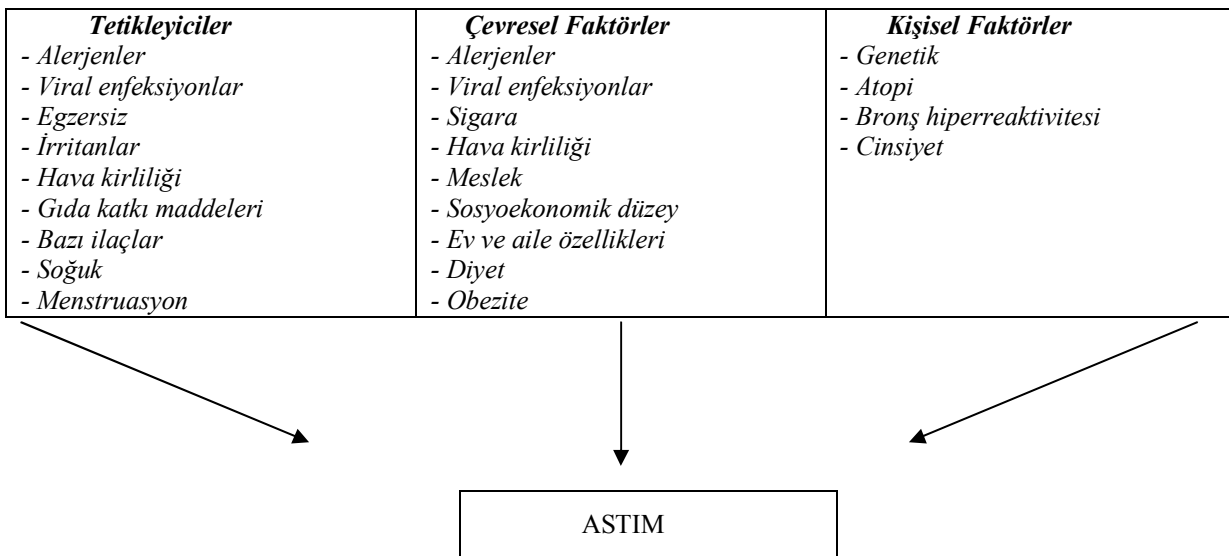 Tetikleyiciler
- Alerjenler
- Viral enfeksiyonlar
- Egzersiz
- İrritanlar
- Hava kirliliği
- Gıda katkı maddeleri
- Bazı ilaçlar
- Soğuk
- Menstruasyon
Çevresel Faktörler
- Alerjenler
- Viral enfeksiyonlar
- Sigara
- Hava kirliliği
- Meslek
- Sosyoekonomik düzey
- Ev ve aile özellikleri
- Diyet
- Obezite
Kişisel Faktörler
- Genetik
- Atopi
- Bronş hiperreaktivitesi
- Cinsiyet
ASTIM